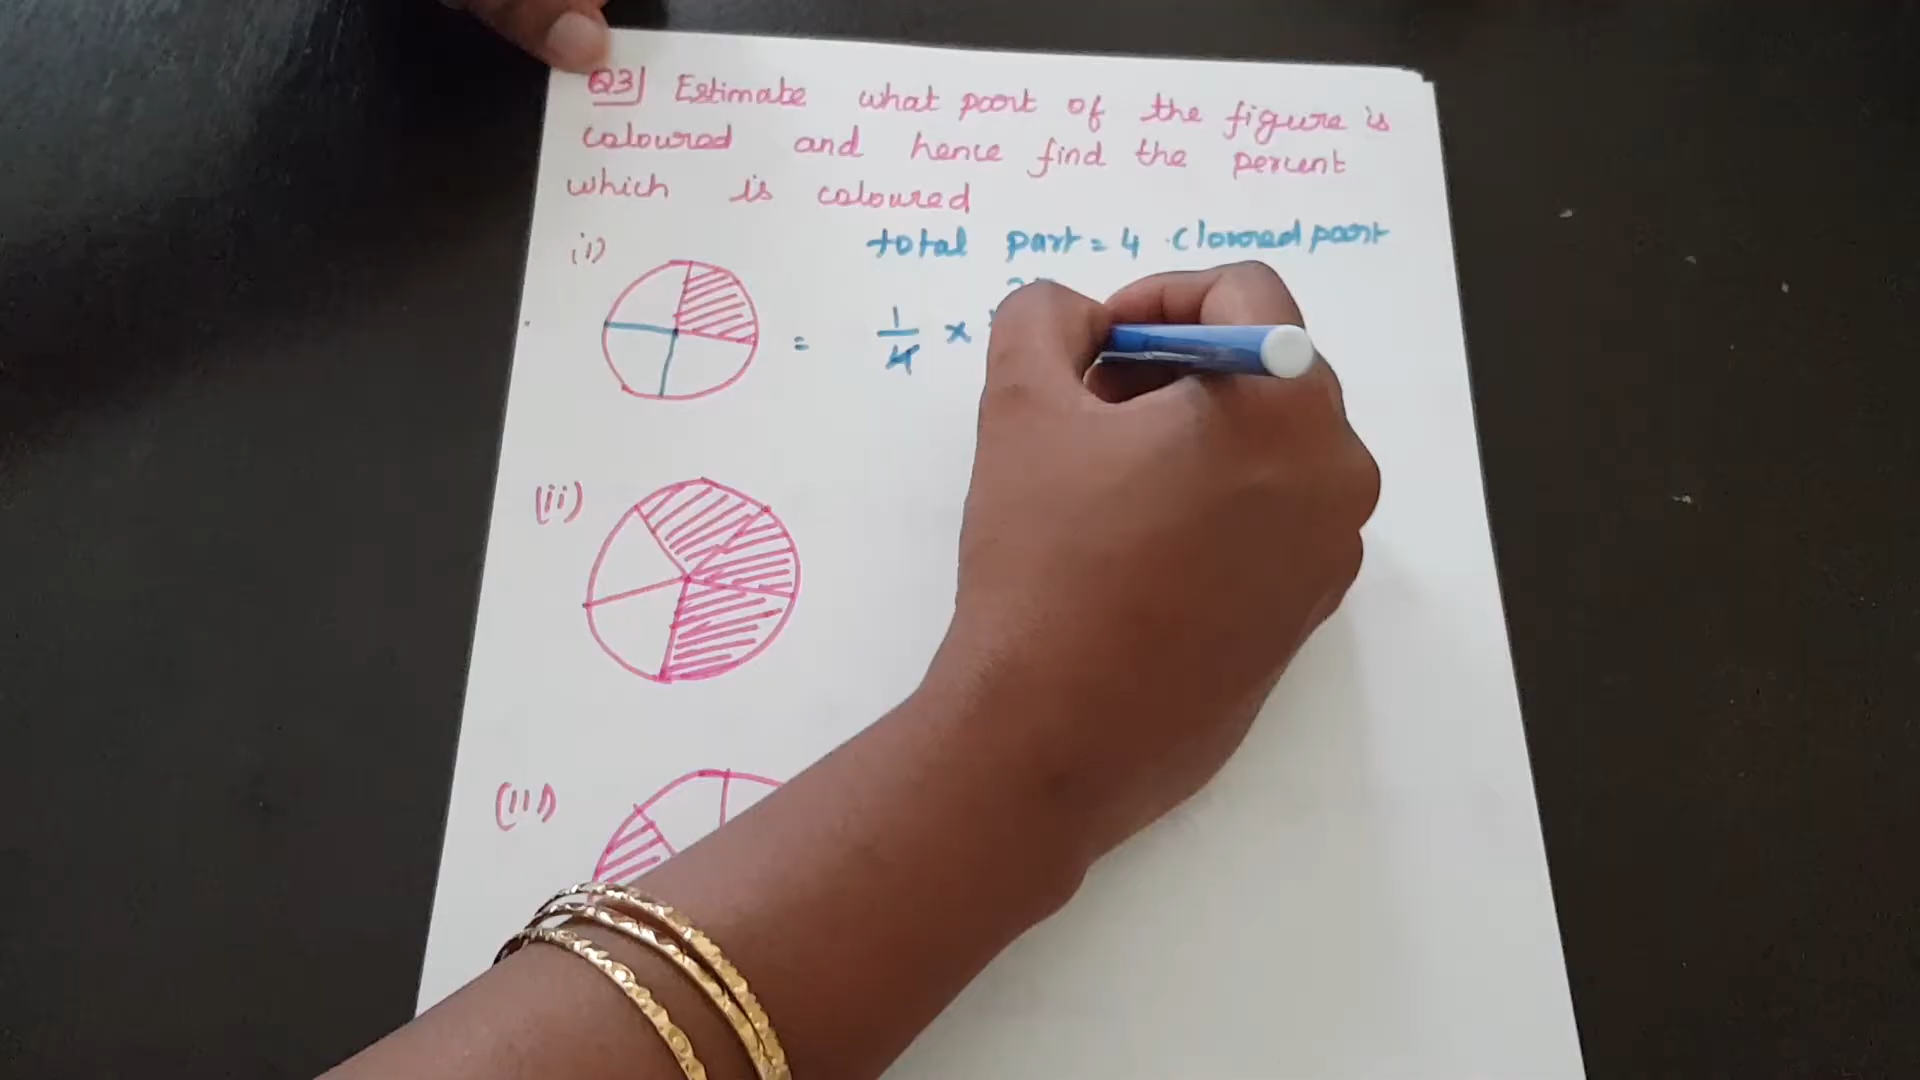 Q3) Estimate what part of the figure is
coloured and hence find the percent
which is coloured
(i)
total part = 4 . Cloured part
= 1/4 ×
(ii)
(iii)